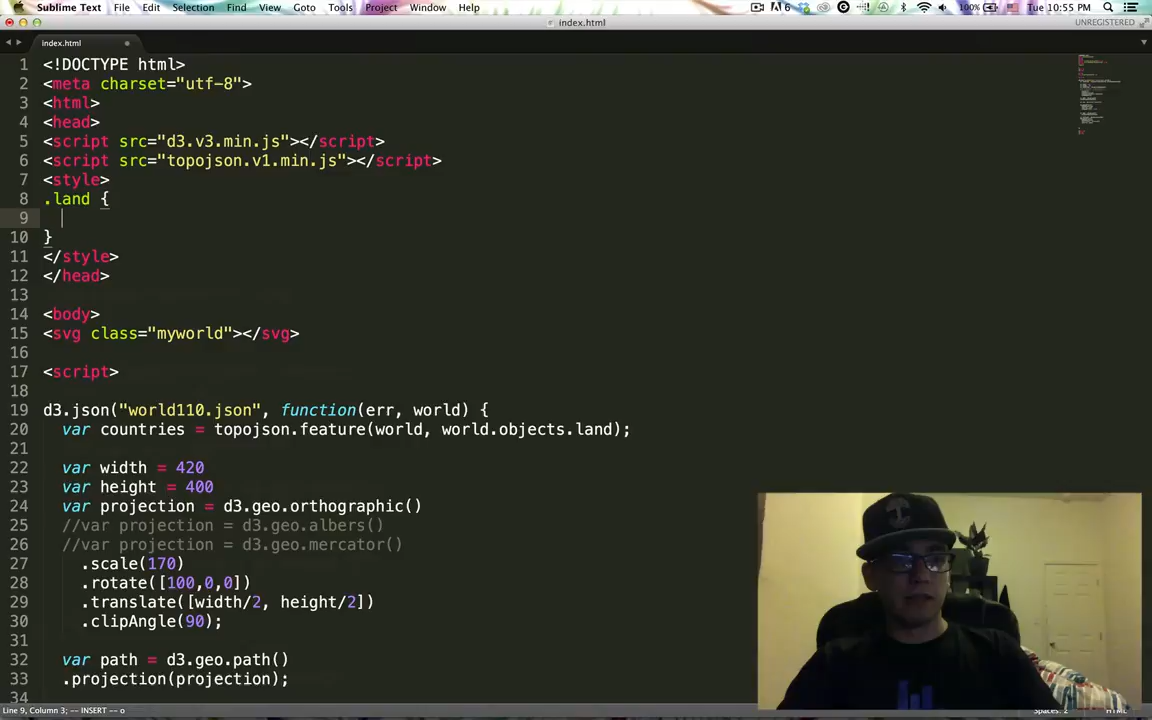 Sublime Text File Edit Selection Find View Goto Tools Project Window Help 6 100% Tue 10:55 PM
index.html UNREGISTERED
index.html
1 <!DOCTYPE html>
2 <meta charset="utf-8">
3 <html>
4 <head>
5 <script src="d3.v3.min.js"></script>
6 <script src="topojson.v1.min.js"></script>
7 <style>
8 .land {
9
10 }
11 </style>
12 </head>
13
14 <body>
15 <svg class="myworld"></svg>
16
17 <script>
18
19 d3.json("world110.json", function(err, world) {
20 var countries = topojson.feature(world, world.objects.land);
21
22 var width = 420
23 var height = 400
24 var projection = d3.geo.orthographic()
25 //var projection = d3.geo.albers()
26 //var projection = d3.geo.mercator()
27 .scale(170)
28 .rotate([100,0,0])
29 .translate([width/2, height/2])
30 .clipAngle(90);
31
32 var path = d3.geo.path()
33 .projection(projection);
34
Line 9, Column 3; -- INSERT -- o Spaces: 2 HTML